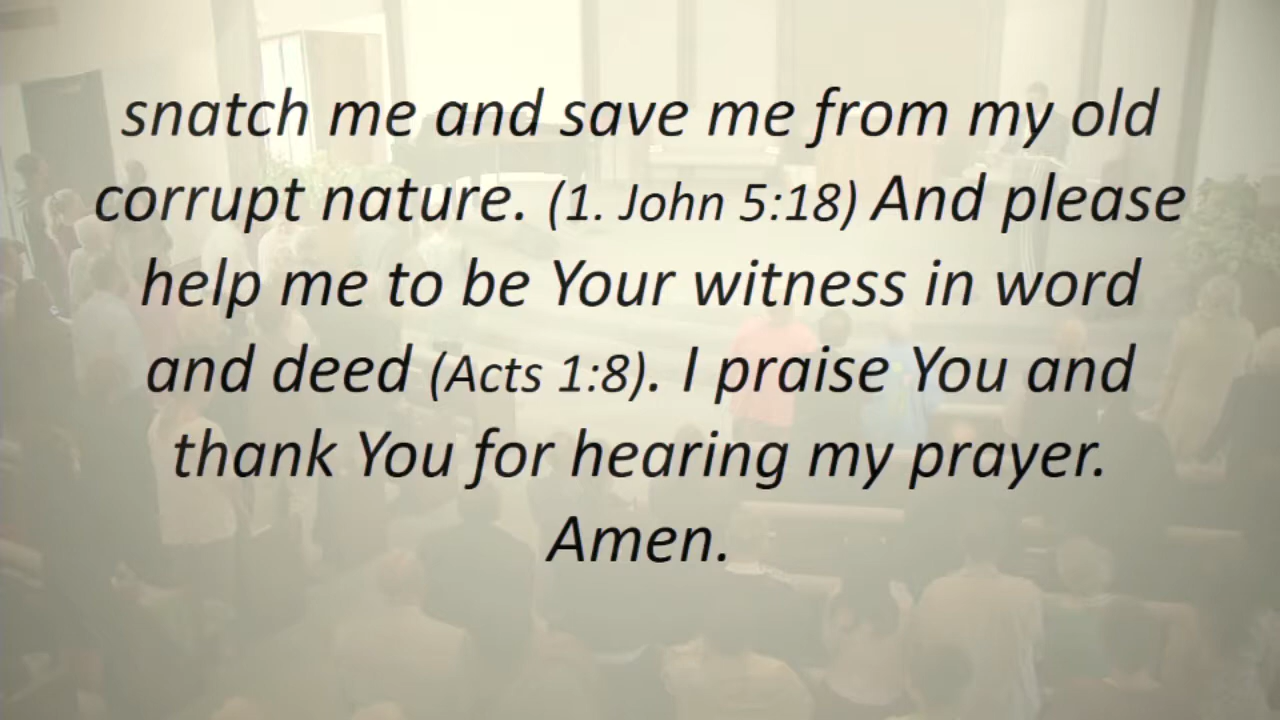 snatch me and save me from my old
corrupt nature. (1. John 5:18) And please
help me to be Your witness in word
and deed (Acts 1:8). I praise You and
thank You for hearing my prayer.
Amen.